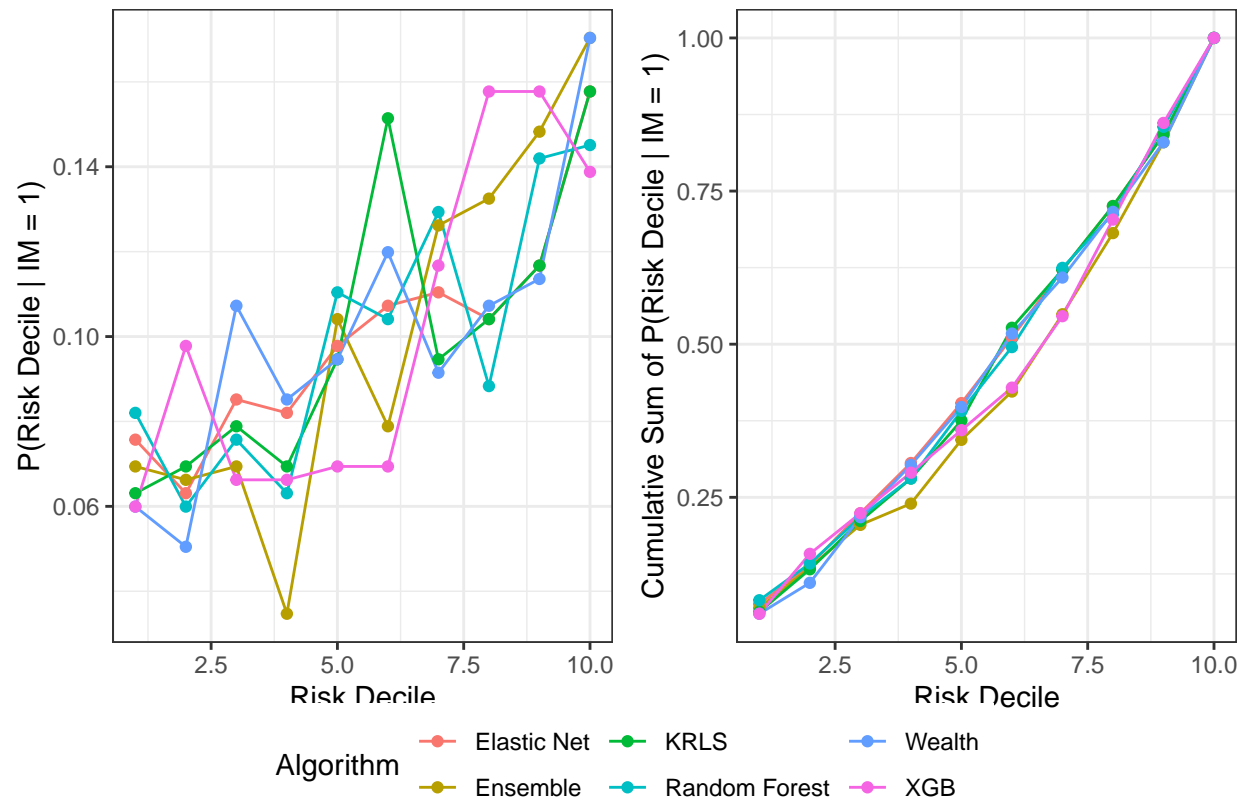 P(Risk Decile | IM = 1)
0.14
0.10
0.06
2.5
5.0
7.5
10.0
Risk Decile
Cumulative Sum of P(Risk Decile | IM = 1)
1.00
0.75
0.50
0.25
2.5
5.0
7.5
10.0
Risk Decile
Algorithm
Elastic Net
KRLS
Wealth
Ensemble
Random Forest
XGB